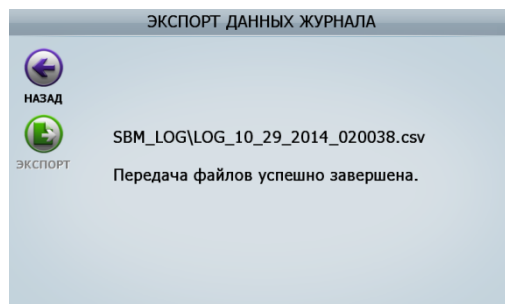 ЭКСПОРТ ДАННЫХ ЖУРНАЛА
НАЗАД
SBM_LOG\LOG_10_29_2014_020038.csv
ЭКСПОРТ
Передача файлов успешно завершена.